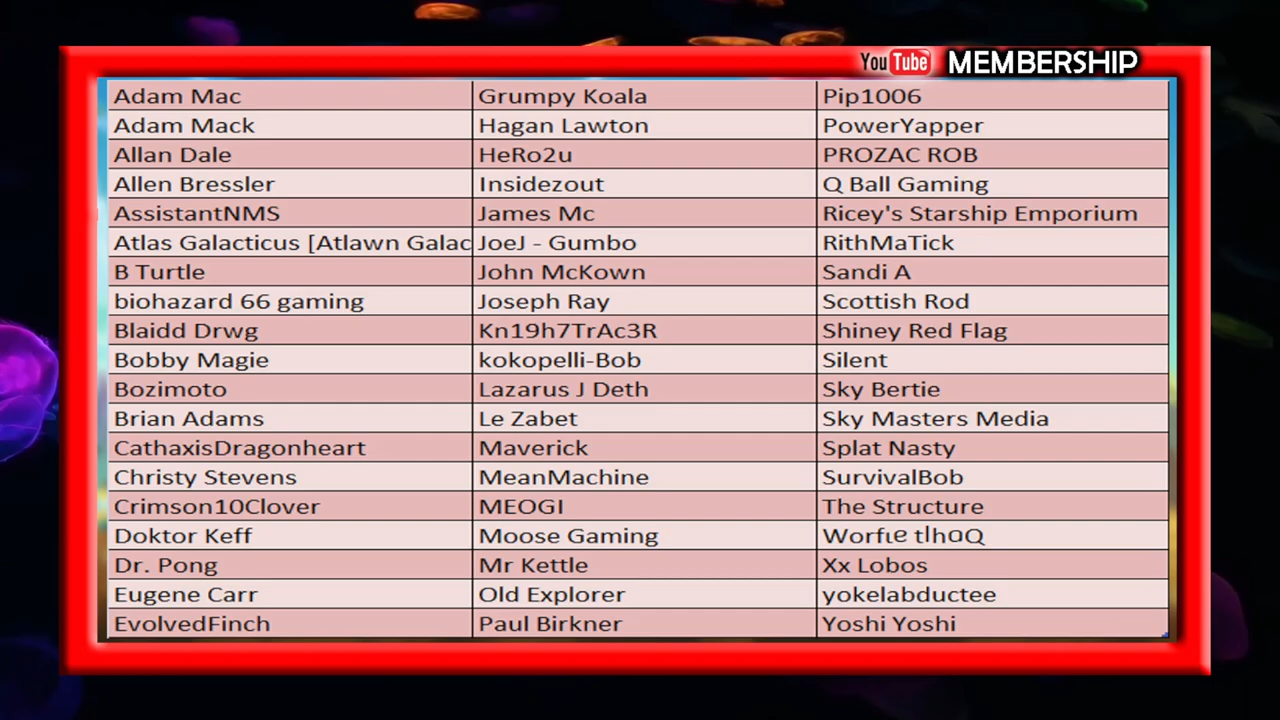 YouTube MEMBERSHIP
Adam Mac Grumpy Koala Pip1006
Adam Mack Hagan Lawton PowerYapper
Allan Dale HeRo2u PROZAC ROB
Allen Bressler Insidezout Q Ball Gaming
AssistantNMS James Mc Ricey's Starship Emporium
Atlas Galacticus [Atlawn Galac JoeJ - Gumbo RithMaTick
B Turtle John McKown Sandi A
biohazard 66 gaming Joseph Ray Scottish Rod
Blaidd Drwg Kn19h7TrAc3R Shiney Red Flag
Bobby Magie kokopelli-Bob Silent
Bozimoto Lazarus J Deth Sky Bertie
Brian Adams Le Zabet Sky Masters Media
CathaxisDragonheart Maverick Splat Nasty
Christy Stevens MeanMachine SurvivalBob
Crimson10Clover MEOGI The Structure
Doktor Keff Moose Gaming Worfɩҽ tlhɑQ
Dr. Pong Mr Kettle Xx Lobos
Eugene Carr Old Explorer yokelabductee
EvolvedFinch Paul Birkner Yoshi Yoshi